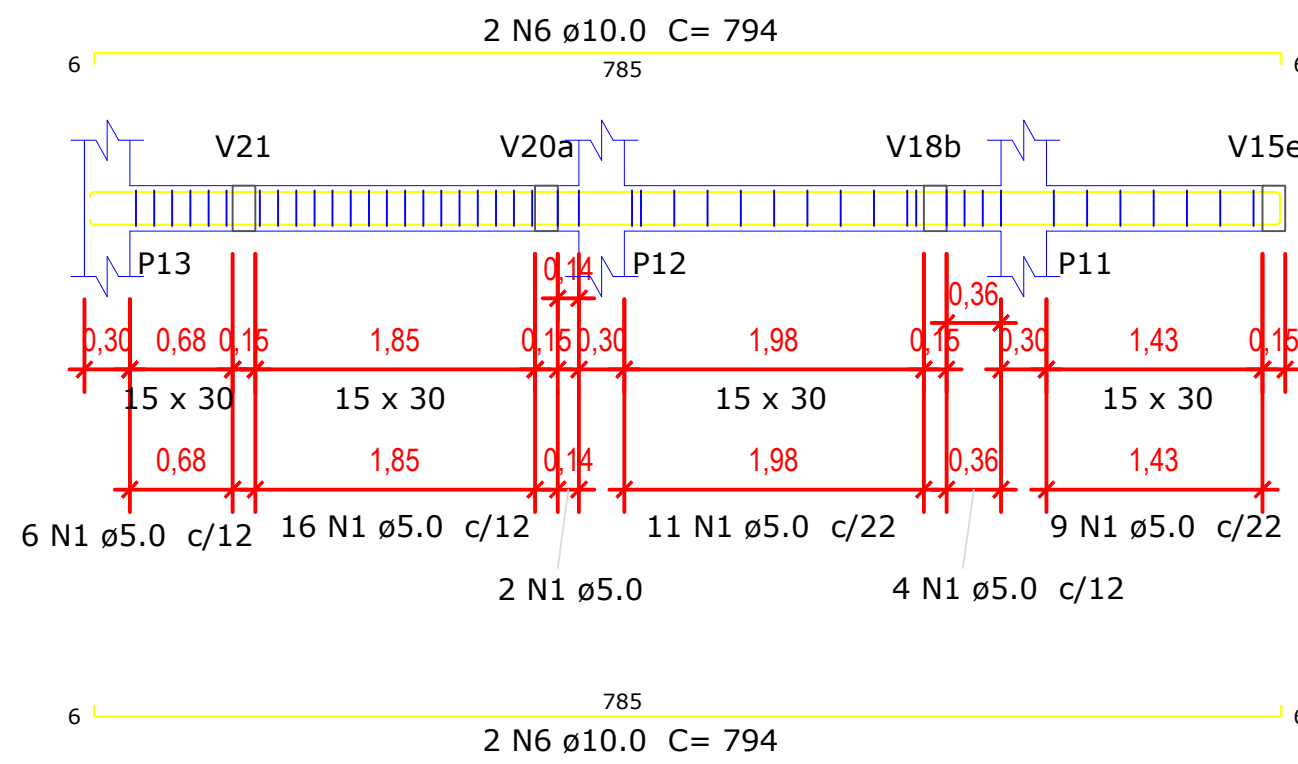 2 N6 ø10.0 C= 794
6 785 6
V21 V20a V18b V15e
P13 0,14 P12 P11
0,36
0,30 0,68 0,15 1,85 0,15 0,30 1,98 0,15 0,30 1,43 0,15
15 x 30 15 x 30 15 x 30 15 x 30
0,68 1,85 0,14 1,98 0,36 1,43
6 N1 ø5.0 c/12 16 N1 ø5.0 c/12 11 N1 ø5.0 c/22 9 N1 ø5.0 c/22
2 N1 ø5.0 4 N1 ø5.0 c/12
6 785 6
2 N6 ø10.0 C= 794